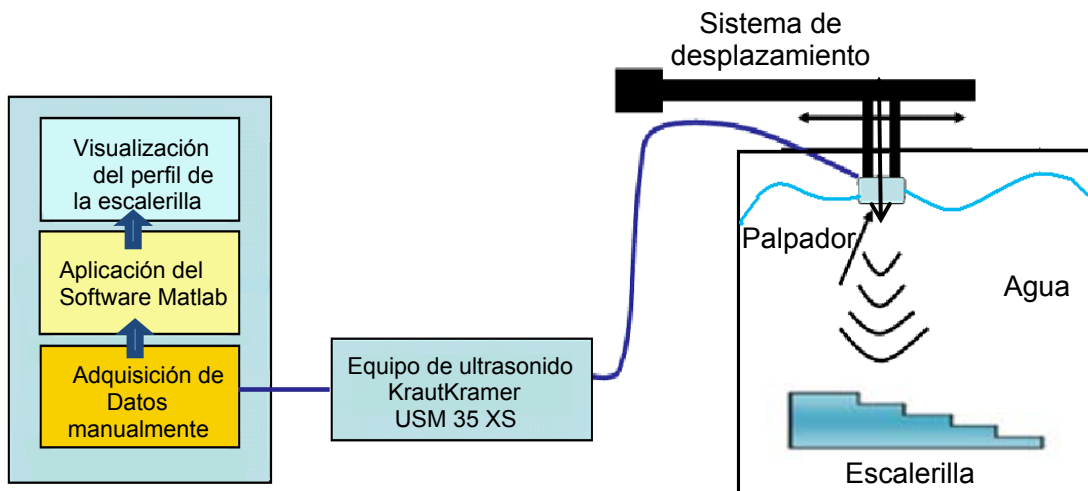 Sistema de
desplazamiento
Visualización
del perfil de
la escalerilla
Aplicación del
Software Matlab
Adquisición de
Datos
manualmente
Equipo de ultrasonido
KrautKramer
USM 35 XS
Palpador
Agua
Escalerilla